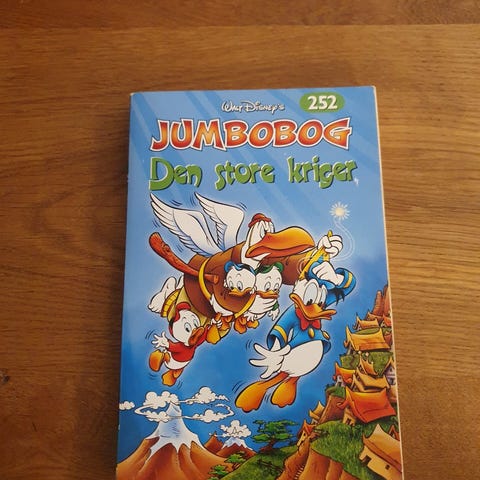 Walt Disney's
252
JUMBOBOG
Den store kriger